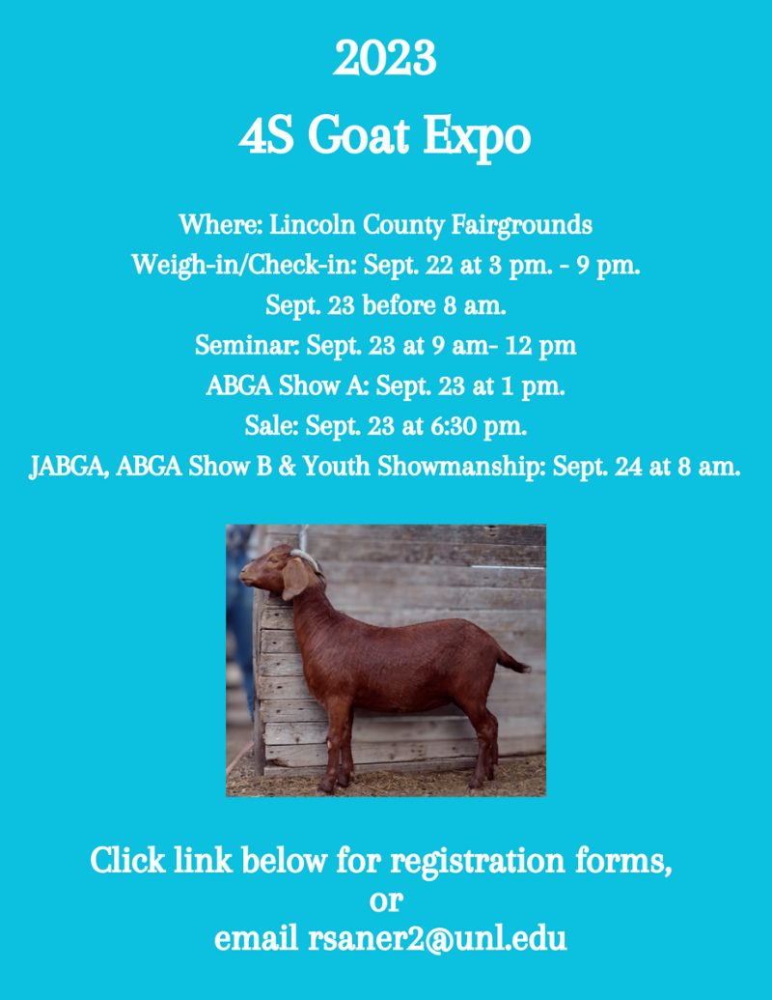 2023
4S Goat Expo
Where: Lincoln County Fairgrounds
Weigh-in/Check-in: Sept. 22 at 3 pm. - 9 pm.
Sept. 23 before 8 am.
Seminar: Sept. 23 at 9 am- 12 pm
ABGA Show A: Sept. 23 at 1 pm.
Sale: Sept. 23 at 6:30 pm.
JABGA, ABGA Show B & Youth Showmanship: Sept. 24 at 8 am.
Click link below for registration forms,
or
email rsaner2@unl.edu